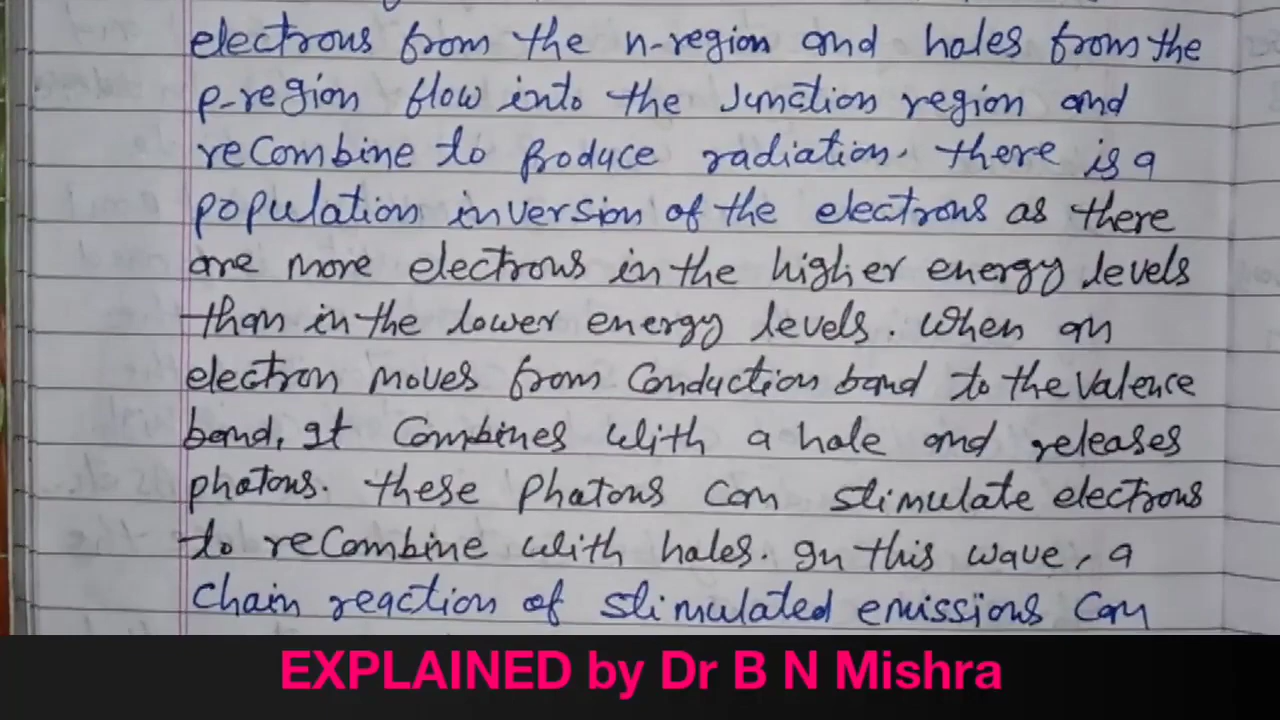 electrons from the n-region and holes from the
p-region flow into the Junction region and
recombine to Produce radiation. there is a
population inversion of the electrons as there
are more electrons in the higher energy levels
than in the lower energy levels. When an
electron moves from Conduction band to the Valence
band, It Combines with a hole and releases
photons. these Photons can stimulate electrons
to recombine with holes. In this wave, a
Chain reaction of stimulated emissions Can
EXPLAINED by Dr B N Mishra